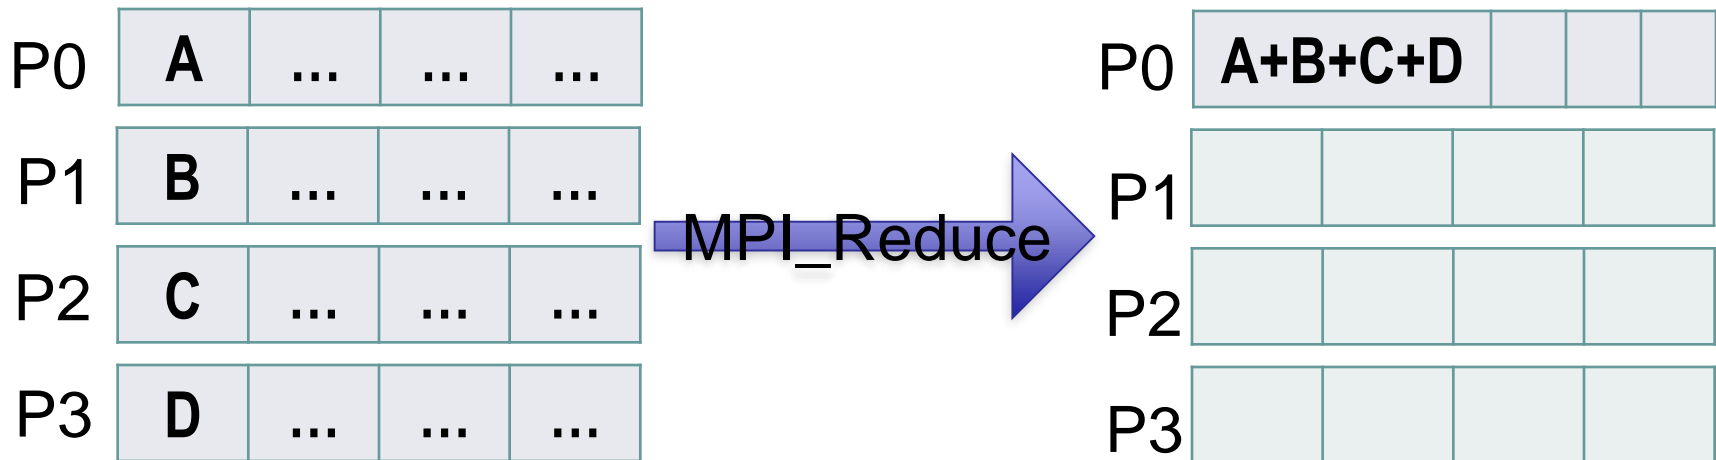 P0 A ... ... ...
P1 B ... ... ...
P2 C ... ... ...
P3 D ... ... ...
MPI_Reduce
P0 A+B+C+D
P1
P2
P3